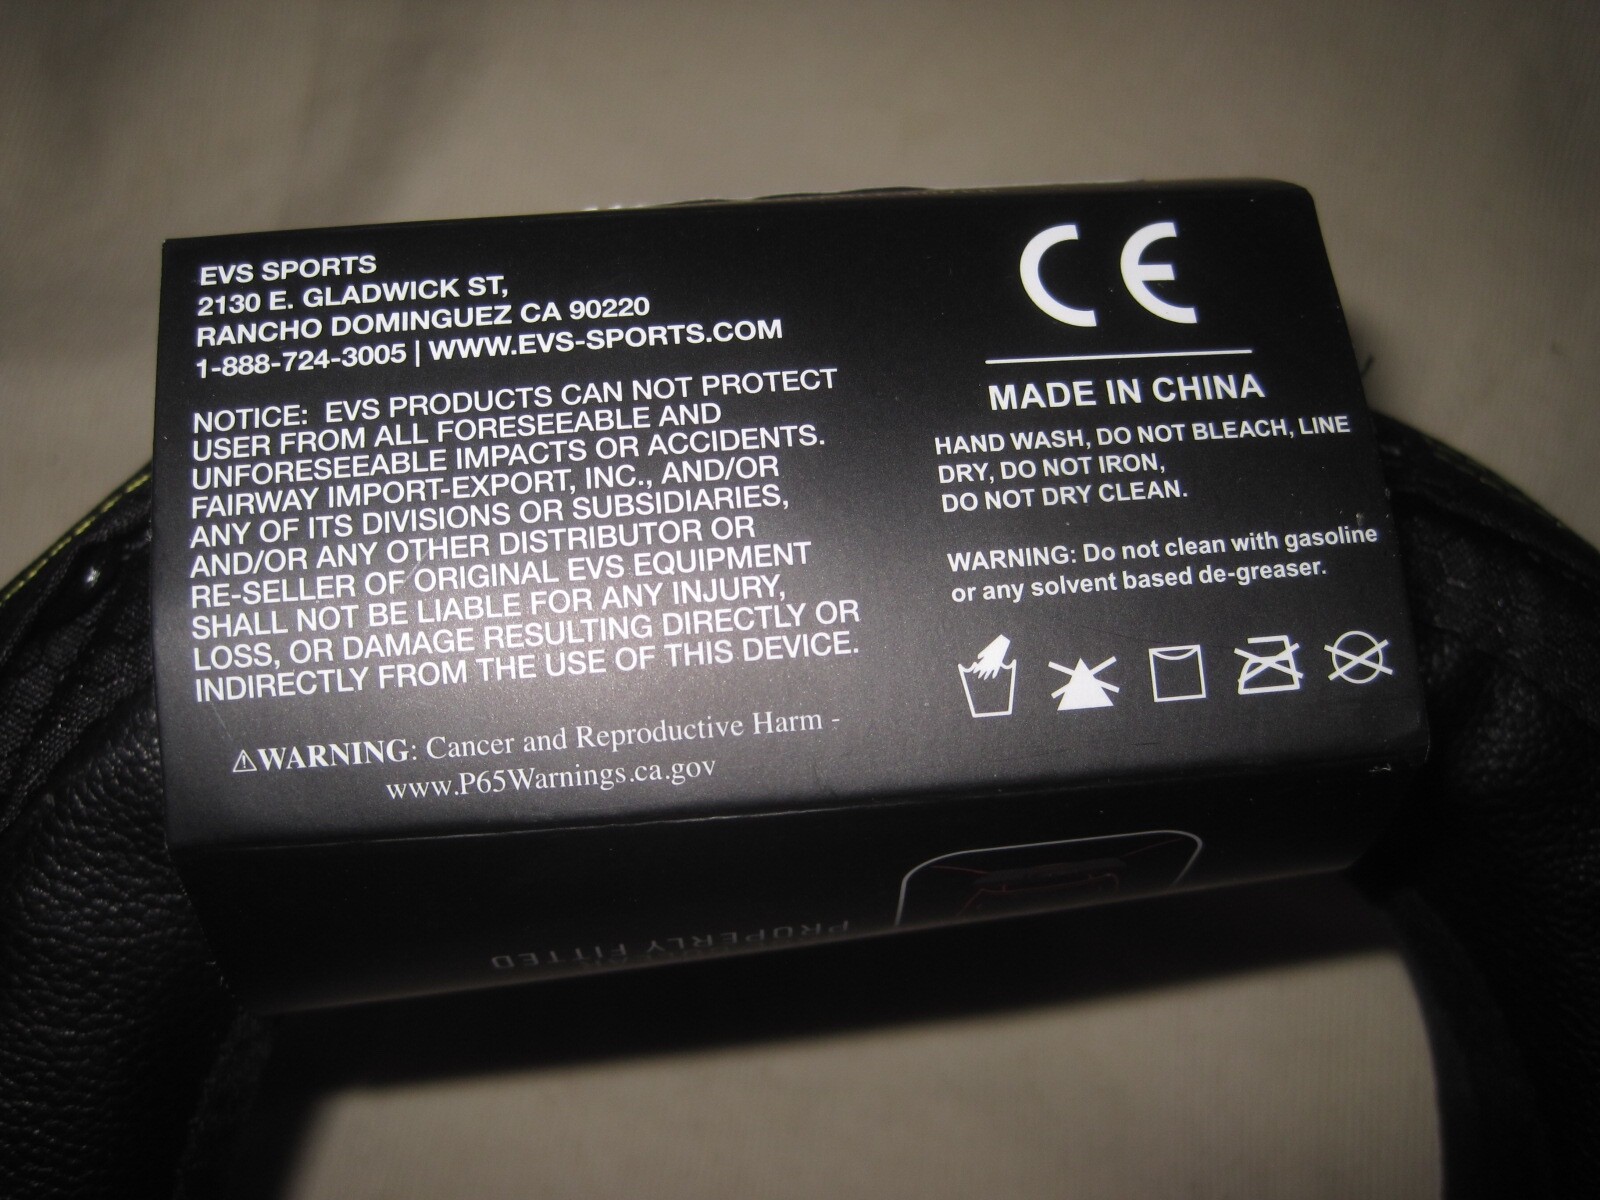 EVS SPORTS
2130 E. GLADWICK ST,
RANCHO DOMINGUEZ CA 90220
1-888-724-3005 | WWW.EVS-SPORTS.COM
NOTICE: EVS PRODUCTS CAN NOT PROTECT
USER FROM ALL FORESEEABLE AND
UNFORESEEABLE IMPACTS OR ACCIDENTS.
FAIRWAY IMPORT-EXPORT, INC., AND/OR
ANY OF ITS DIVISIONS OR SUBSIDIARIES,
AND/OR ANY OTHER DISTRIBUTOR OR
RE-SELLER OF ORIGINAL EVS EQUIPMENT
SHALL NOT BE LIABLE FOR ANY INJURY,
LOSS, OR DAMAGE RESULTING DIRECTLY OR
INDIRECTLY FROM THE USE OF THIS DEVICE.
⚠WARNING: Cancer and Reproductive Harm -
www.P65Warnings.ca.gov
CE
MADE IN CHINA
HAND WASH, DO NOT BLEACH, LINE
DRY, DO NOT IRON,
DO NOT DRY CLEAN.
WARNING: Do not clean with gasoline
or any solvent based de-greaser.
PROPERLY FITTED